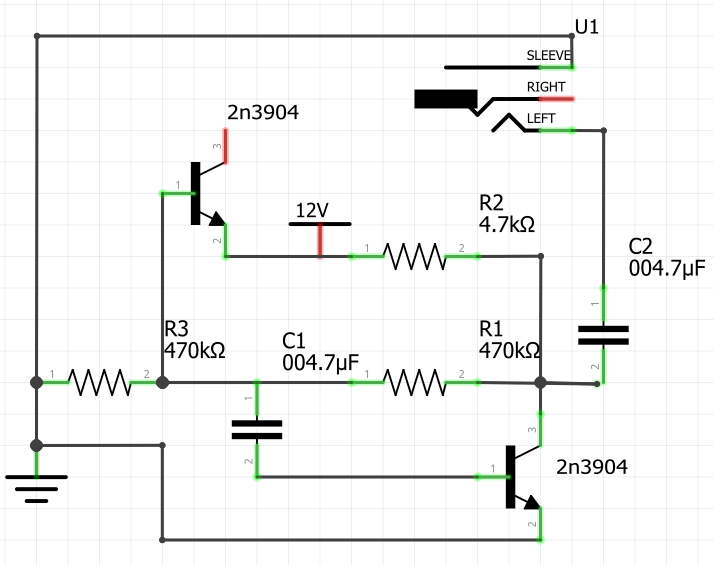 U1
SLEEVE
RIGHT
LEFT
2n3904
3
1
2
12V
R2
4.7kΩ
1
2
C2
004.7µF
1
2
R3
470kΩ
1
2
C1
004.7µF
1
2
R1
470kΩ
1
2
3
1
2
2n3904